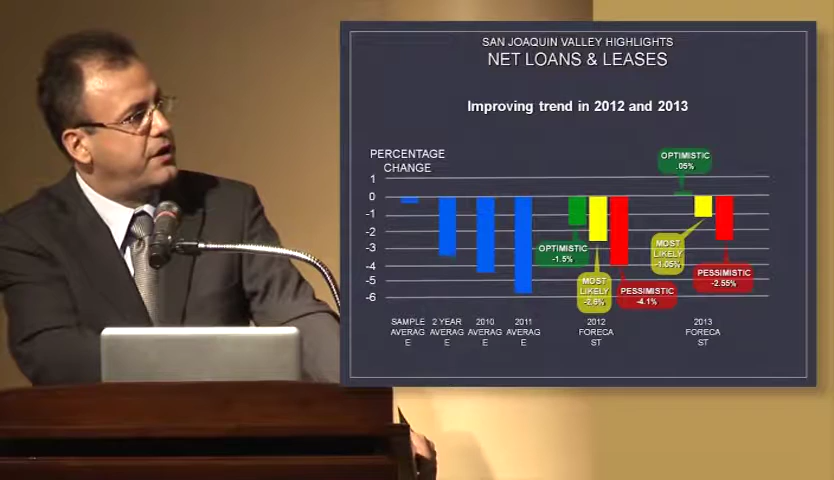 SAN JOAQUIN VALLEY HIGHLIGHTS
NET LOANS & LEASES
Improving trend in 2012 and 2013
PERCENTAGE
CHANGE
OPTIMISTIC
.05%
1
0
-1
-2
-3
-4
-5
-6
OPTIMISTIC
-1.5%
MOST
LIKELY
-2.6%
PESSIMISTIC
-4.1%
MOST
LIKELY
-1.05%
PESSIMISTIC
-2.55%
SAMPLE
AVERAG
E
2 YEAR
AVERAG
E
2010
AVERAG
E
2011
AVERAG
E
2012
FORECA
ST
2013
FORECA
ST